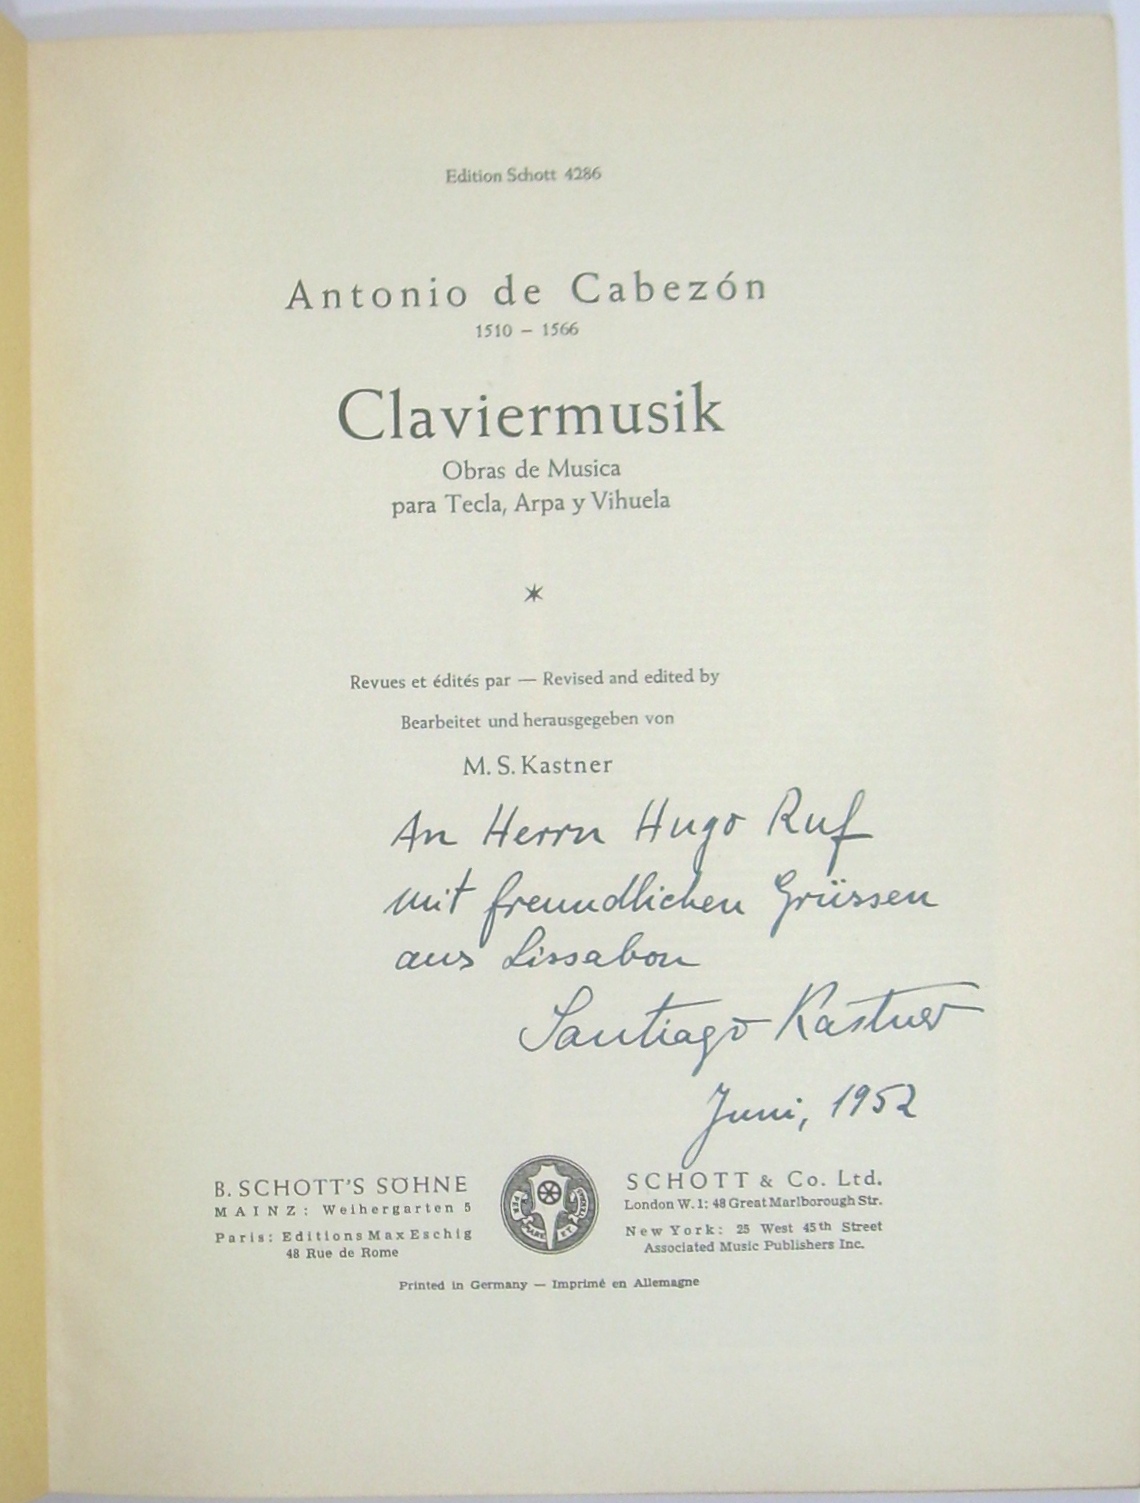 Edition Schott 4286
Antonio de Cabezón
1510 – 1566
Claviermusik
Obras de Musica
para Tecla, Arpa y Vihuela
*
Revues et édités par — Revised and edited by
Bearbeitet und herausgegeben von
M. S. Kastner
An Herrn Hugo Ruf
mit freundlichen Grüssen
aus Lissabon
Santiago Kastner
Juni, 1952
B. SCHOTT'S SÖHNE
MAINZ: Weihergarten 5
Paris: Editions Max Eschig
48 Rue de Rome
PER MARE ET TERRAS
SCHOTT & Co. Ltd.
London W. 1: 48 Great Marlborough Str.
New York: 25 West 45th Street
Associated Music Publishers Inc.
Printed in Germany — Imprimé en Allemagne